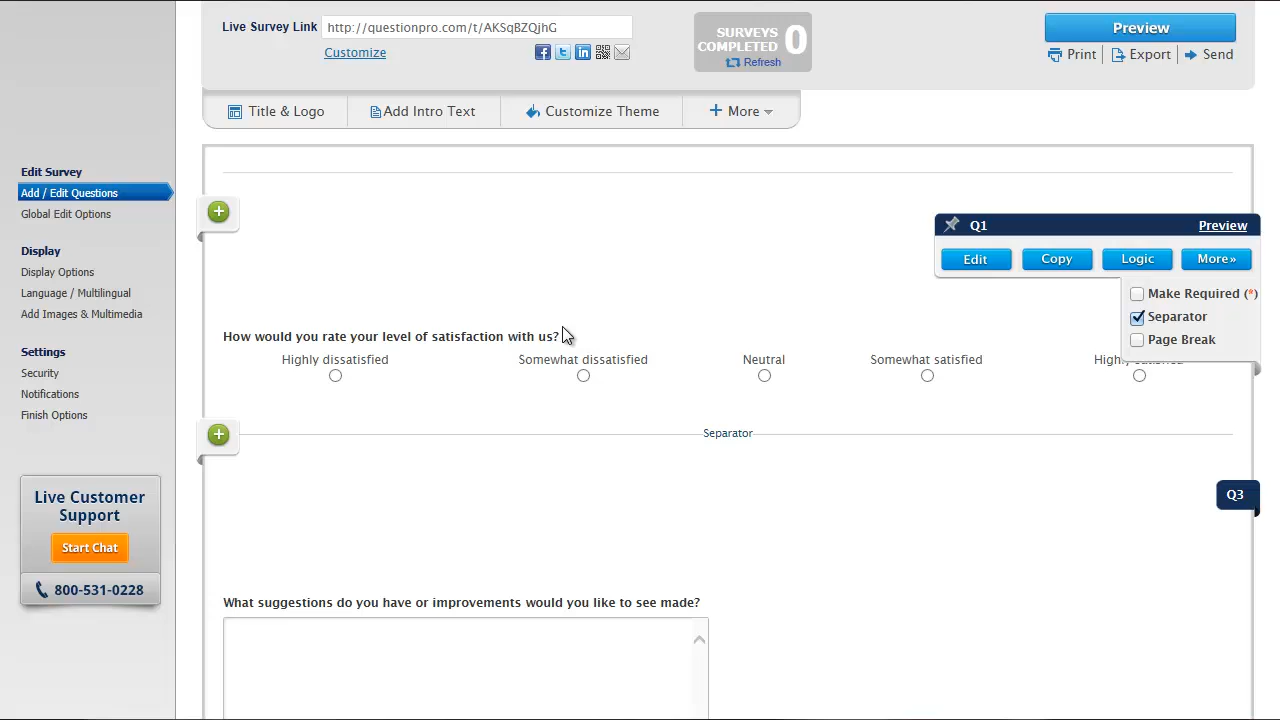 Live Survey Link http://questionpro.com/t/AKSqBZQjhG
Customize
SURVEYS COMPLETED 0
Refresh
Preview
Print Export Send
Title & Logo Add Intro Text Customize Theme More
Edit Survey
Add / Edit Questions
Global Edit Options
Display
Display Options
Language / Multilingual
Add Images & Multimedia
Settings
Security
Notifications
Finish Options
Live Customer
Support
Start Chat
800-531-0228
Q1 Preview
Edit Copy Logic More»
Make Required (*)
Separator
Page Break
How would you rate your level of satisfaction with us?
Highly dissatisfied Somewhat dissatisfied Neutral Somewhat satisfied
Separator
Q3
What suggestions do you have or improvements would you like to see made?